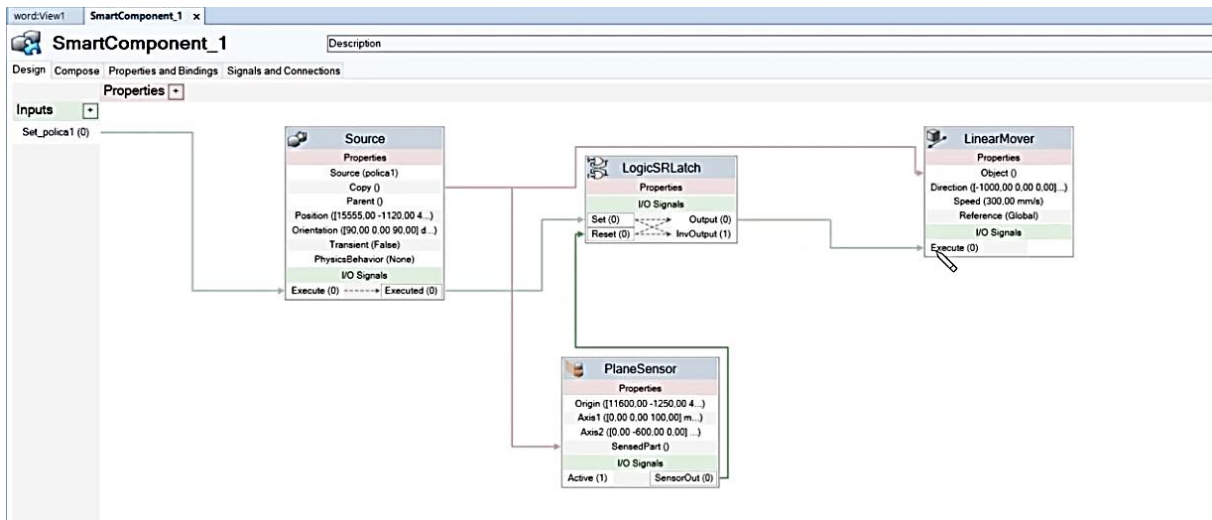 word:View1 SmartComponent_1 x
SmartComponent_1 Description
Design Compose Properties and Bindings Signals and Connections
Properties +
Inputs +
Set_polica1 (0)
Source
Properties
Source (polica1)
Copy ()
Parent ()
Position ([15555,00 -1120,00 4...)
Orientation ([90,00 0.00 90,00] d...)
Transient (False)
PhysicsBehavior (None)
I/O Signals
Execute (0) Executed (0)
LogicSRLatch
Properties
I/O Signals
Set (0) Output (0)
Reset (0) InvOutput (1)
LinearMover
Properties
Object ()
Direction ([-1000,00 0,00 0,00]...)
Speed (300,00 mm/s)
Reference (Global)
I/O Signals
Execute (0)
PlaneSensor
Properties
Origin ([11600,00 -1250,00 4...)
Axis1 ([0,00 0.00 100,00] m...)
Axis2 ([0.00 -600,00 0.00] ...)
SensedPart ()
I/O Signals
Active (1) SensorOut (0)